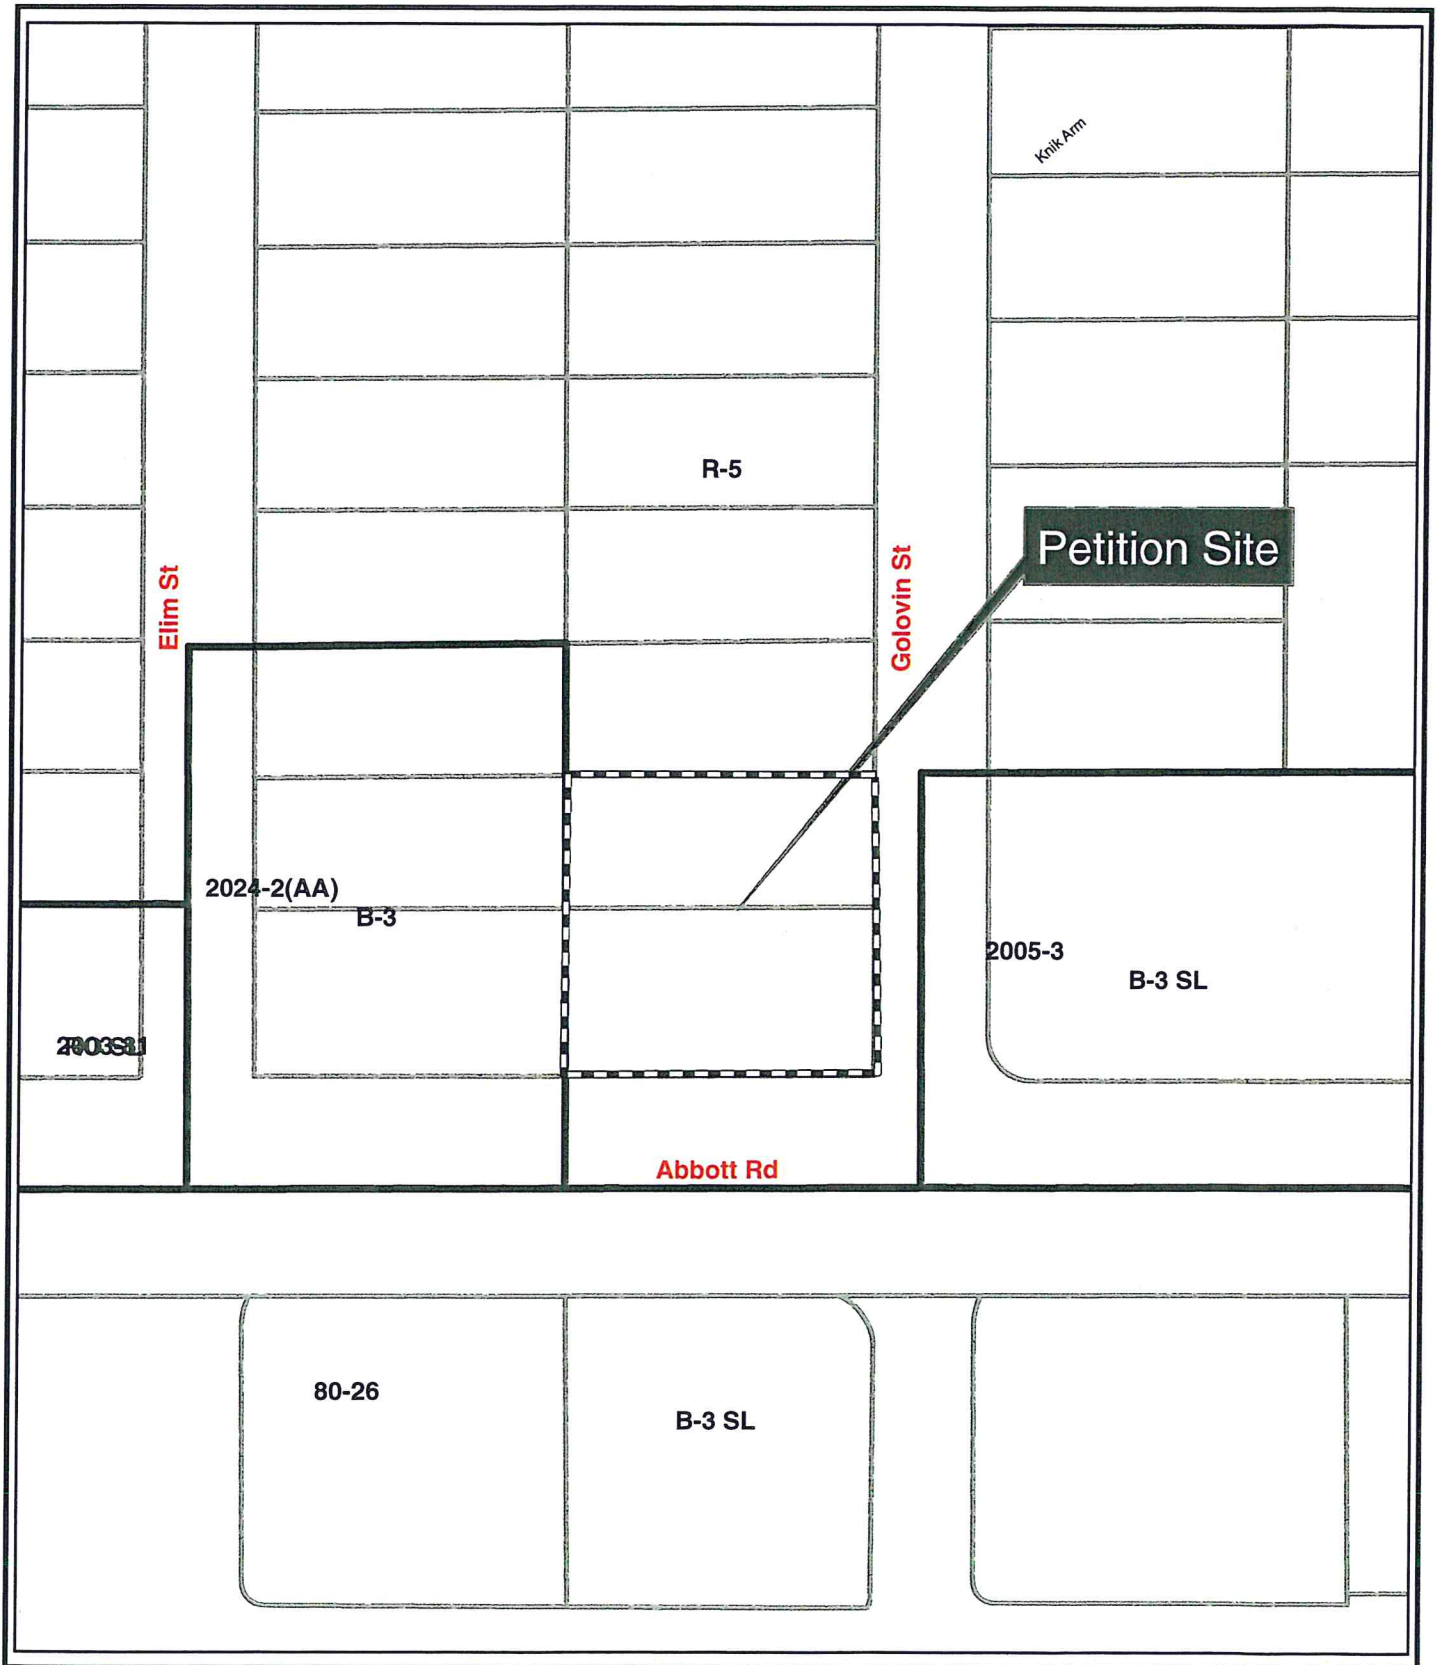 Knik Arm
R-5
Petition Site
Elim St
Golovin St
2024-2(AA)
B-3
2005-3
B-3 SL
Abbott Rd
80-26
B-3 SL